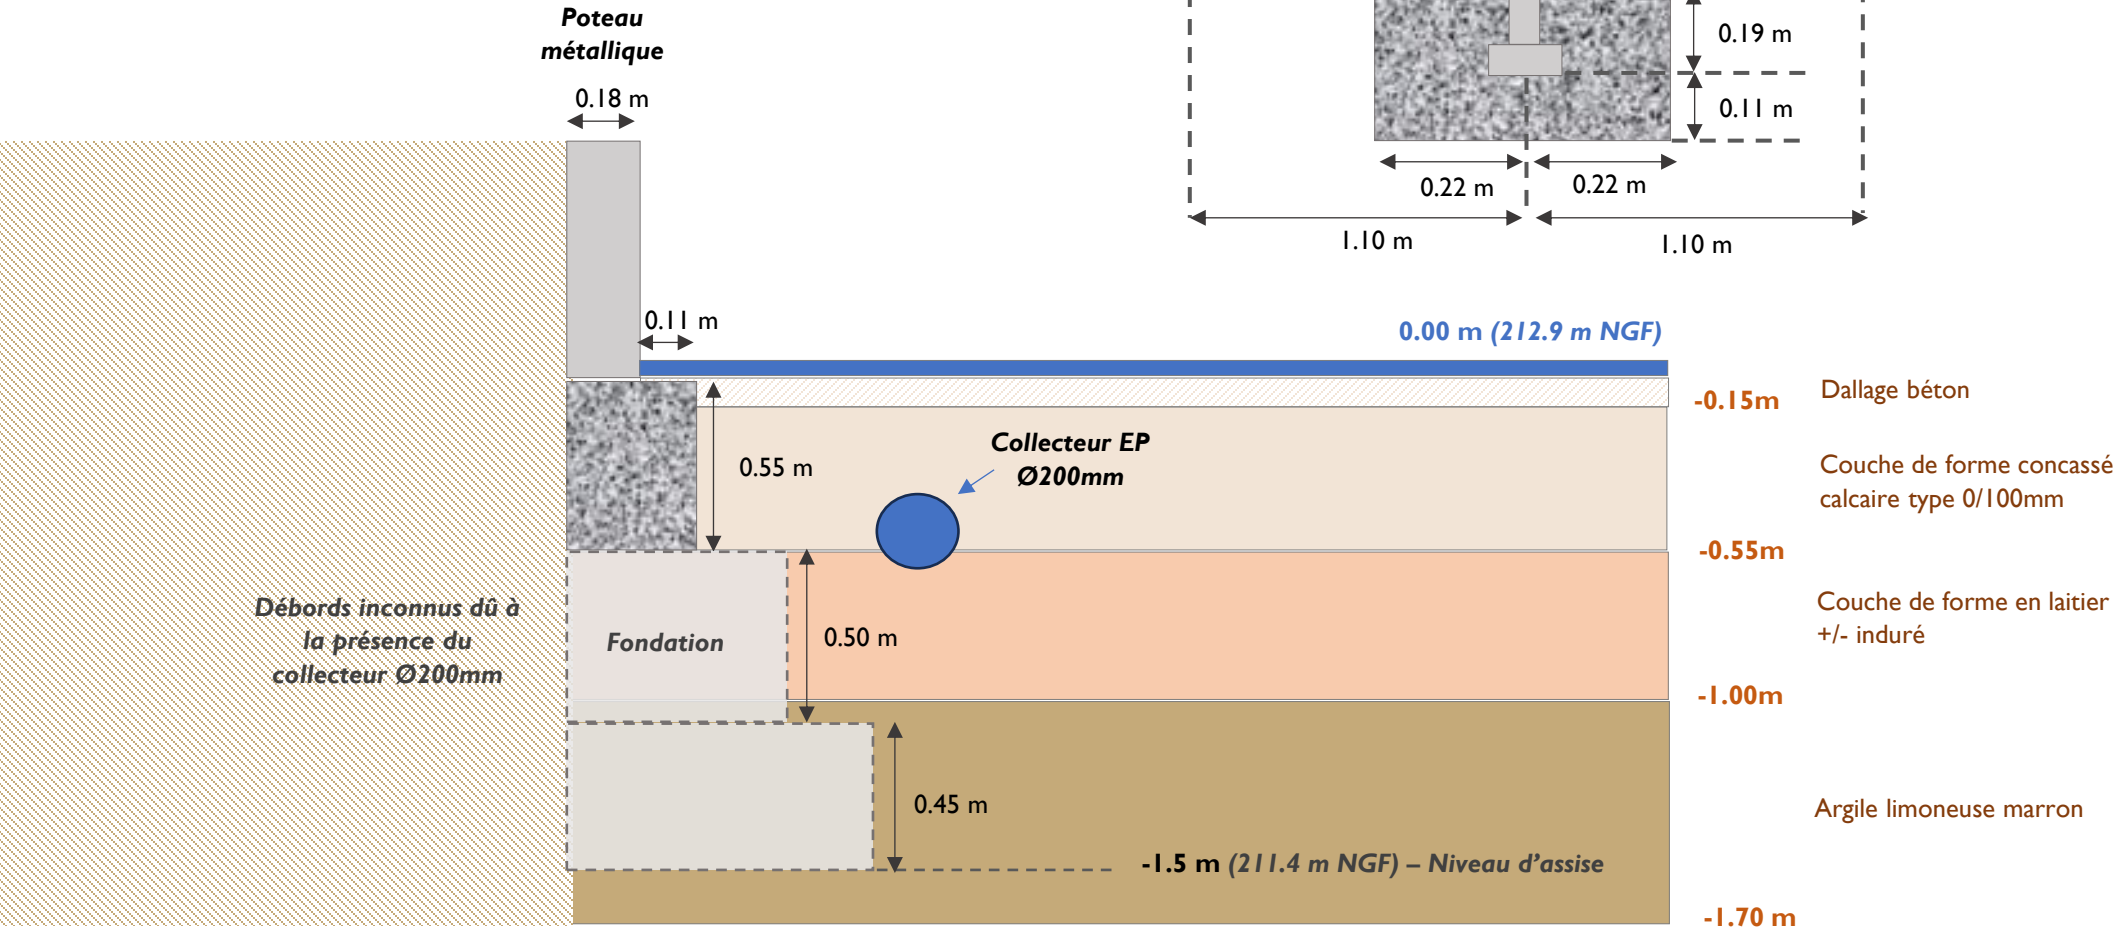 Poteau
métallique
0.18 m
0.19 m
0.11 m
0.22 m
0.22 m
1.10 m
1.10 m
0.11 m
0.00 m (212.9 m NGF)
-0.15m
Dallage béton
Collecteur EP
Ø200mm
0.55 m
Couche de forme concassé
calcaire type 0/100mm
-0.55m
Débords inconnus dû à
la présence du
collecteur Ø200mm
Fondation
0.50 m
Couche de forme en laitier
+/- induré
-1.00m
0.45 m
Argile limoneuse marron
-1.5 m (211.4 m NGF) – Niveau d’assise
-1.70 m